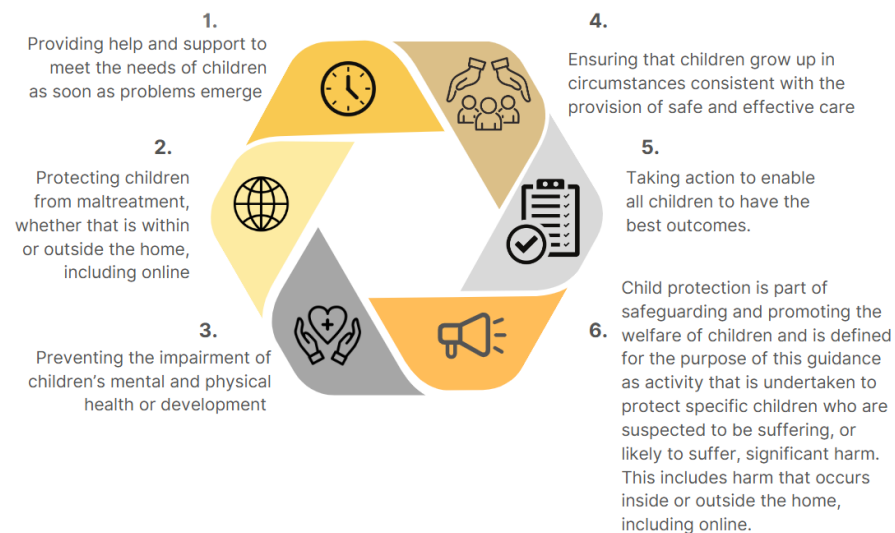 1.
Providing help and support to
meet the needs of children
as soon as problems emerge
2.
Protecting children
from maltreatment,
whether that is within
or outside the home,
including online
3.
Preventing the impairment of
children’s mental and physical
health or development
4.
Ensuring that children grow up in
circumstances consistent with the
provision of safe and effective care
5.
Taking action to enable
all children to have the
best outcomes.
6.
Child protection is part of
safeguarding and promoting the
welfare of children and is defined
for the purpose of this guidance
as activity that is undertaken to
protect specific children who are
suspected to be suffering, or
likely to suffer, significant harm.
This includes harm that occurs
inside or outside the home,
including online.